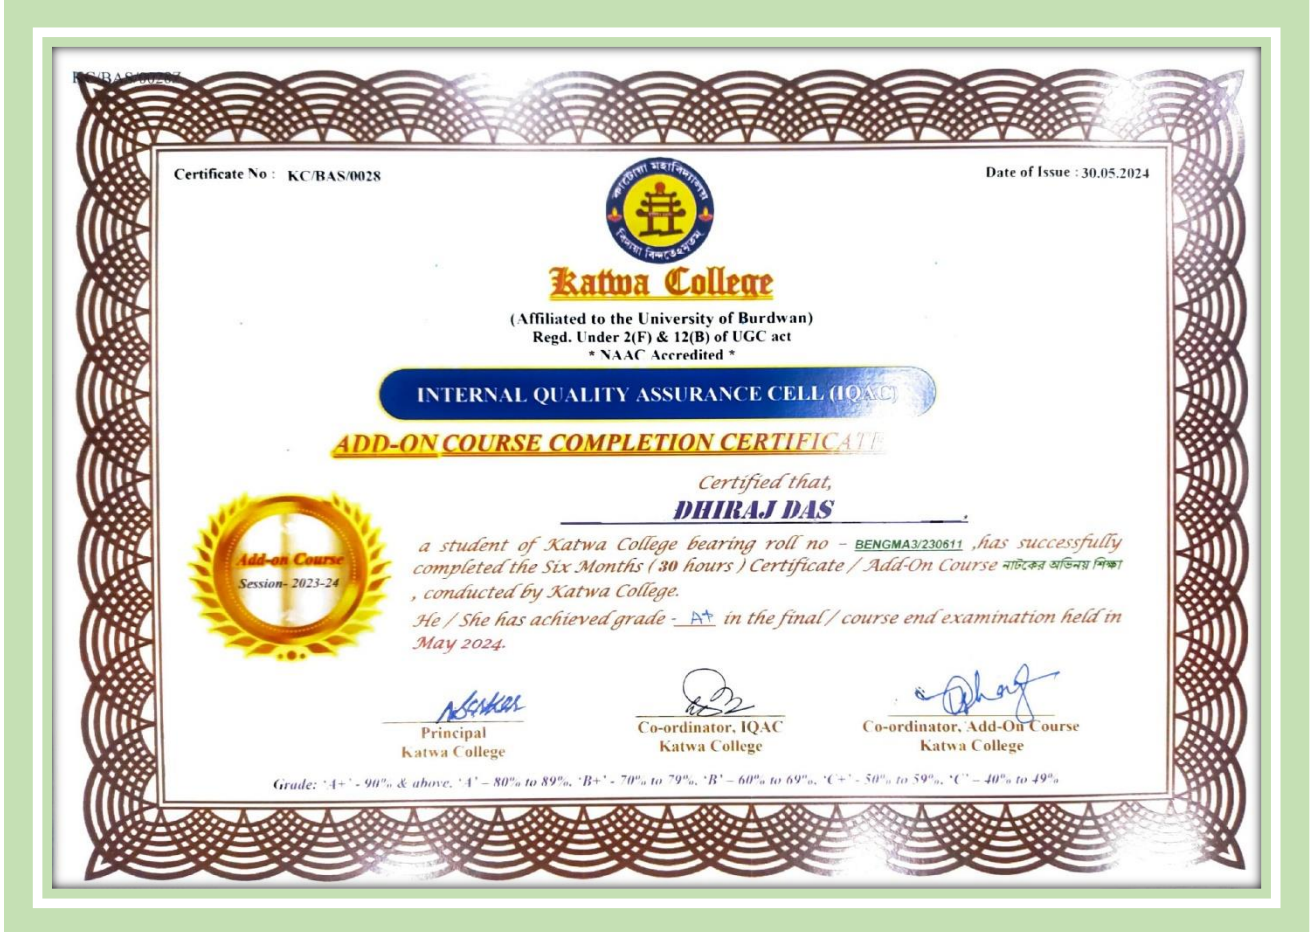 KC/BAS/0028
Certificate No : KC/BAS/0028
Date of Issue : 30.05.2024
কাটোয়া মহাবিদ্যালয়
Katwa College
(Affiliated to the University of Burdwan)
Regd. Under 2(F) & 12(B) of UGC act
* NAAC Accredited *
INTERNAL QUALITY ASSURANCE CELL (IQAC)
ADD-ON COURSE COMPLETION CERTIFICATE
Certified that,
DHIRAJ DAS
Add-on Course
Session- 2023-24
a student of Katwa College bearing roll no – BENGMA3/230611 ,has successfully
completed the Six Months ( 30 hours ) Certificate / Add-On Course নাটকের অভিনয় শিক্ষা
, conducted by Katwa College.
He / She has achieved grade - A+ in the final / course end examination held in
May 2024.
Principal
Katwa College
Co-ordinator, IQAC
Katwa College
Co-ordinator, Add-On Course
Katwa College
Grade: 'A+' - 90% & above, 'A' – 80% to 89%, 'B+' - 70% to 79%, 'B' – 60% to 69%, 'C+' - 50% to 59%, 'C' – 40% to 49%